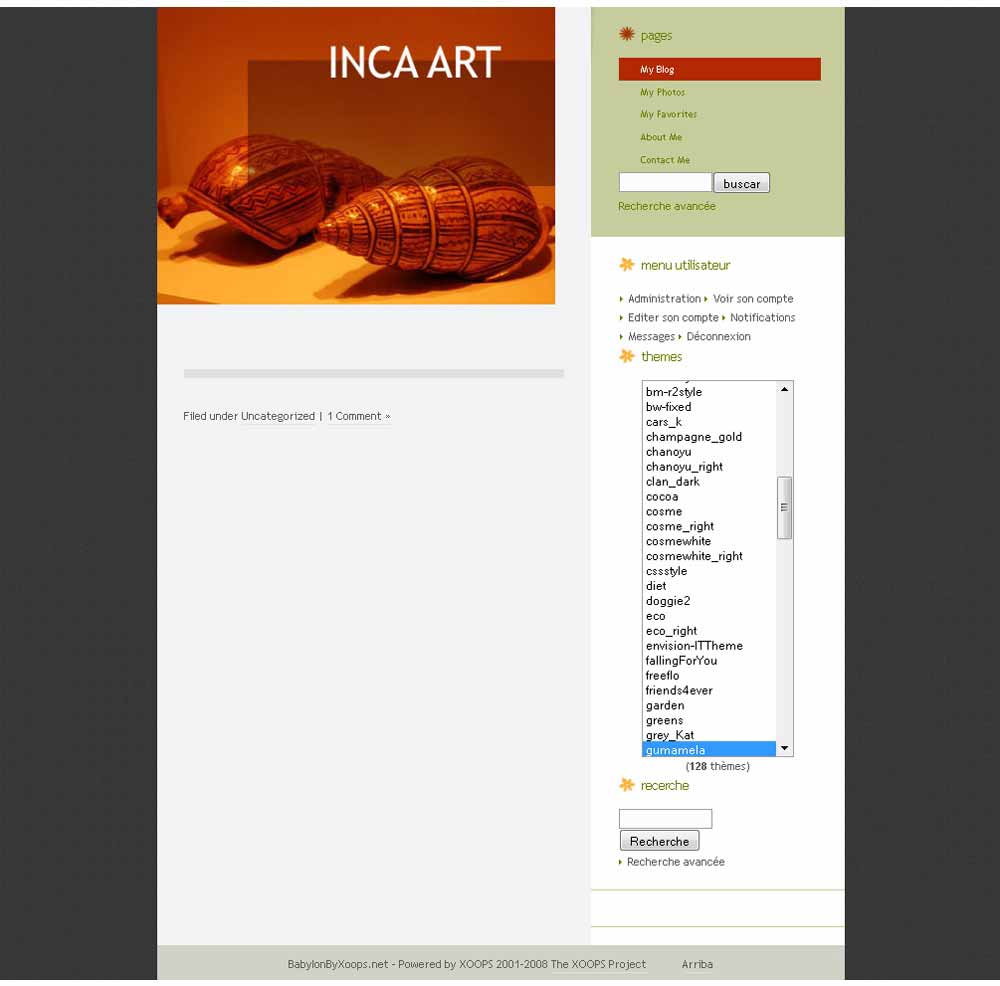 INCA ART
Filed under Uncategorized | 1 Comment »
pages
My Blog
My Photos
My Favorites
About Me
Contact Me
buscar
Recherche avancée
menu utilisateur
Administration Voir son compte
Editer son compte Notifications
Messages Déconnexion
themes
bm-r2style
bw-fixed
cars_k
champagne_gold
chanoyu
chanoyu_right
clan_dark
cocoa
cosme
cosme_right
cosmewhite
cosmewhite_right
cssstyle
diet
doggie2
eco
eco_right
envision-ITTheme
fallingForYou
freeflo
friends4ever
garden
greens
grey_Kat
gumamela
(128 thèmes)
recerche
Recherche
Recherche avancée
BabylonByXoops.net - Powered by XOOPS 2001-2008 The XOOPS Project Arriba